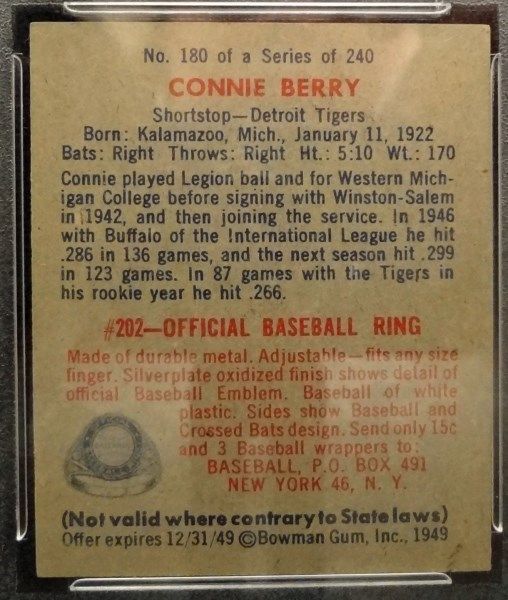 No. 180 of a Series of 240
CONNIE BERRY
Shortstop—Detroit Tigers
Born: Kalamazoo, Mich., January 11, 1922
Bats: Right Throws: Right Ht.: 5:10 Wt.: 170
Connie played Legion ball and for Western Mich-
igan College before signing with Winston-Salem
in 1942, and then joining the service. In 1946
with Buffalo of the International League he hit
.286 in 136 games, and the next season hit .299
in 123 games. In 87 games with the Tigers in
his rookie year he hit .266.
#202—OFFICIAL BASEBALL RING
Made of durable metal. Adjustable—fits any size
finger. Silverplate oxidized finish shows detail of
official Baseball Emblem. Baseball of white
plastic. Sides show Baseball and
Crossed Bats design. Send only 15c
and 3 Baseball wrappers to:
BASEBALL, P.O. BOX 491
NEW YORK 46, N. Y.
(Not valid where contrary to State laws)
Offer expires 12/31/49 ©Bowman Gum, Inc., 1949